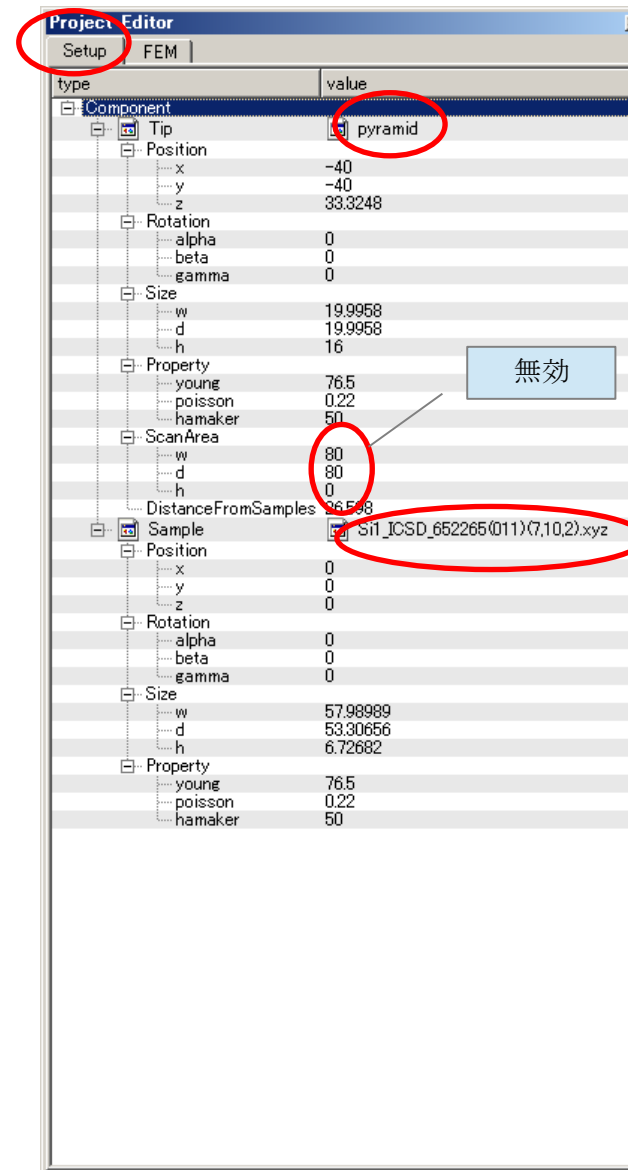 Project Editor
Setup FEM
type value
Component
Tip pyramid
Position
x -40
y -40
z 33.3248
Rotation
alpha 0
beta 0
gamma 0
Size
w 19.9958
d 19.9958
h 16
Property
young 76.5
poisson 0.22
hamaker 50
無効
ScanArea
w 80
d 80
h 0
DistanceFromSamples 26.598
Sample Si1_ICSD_652265(011)(7,10,2).xyz
Position
x 0
y 0
z 0
Rotation
alpha 0
beta 0
gamma 0
Size
w 57.98989
d 53.30656
h 6.72682
Property
young 76.5
poisson 0.22
hamaker 50